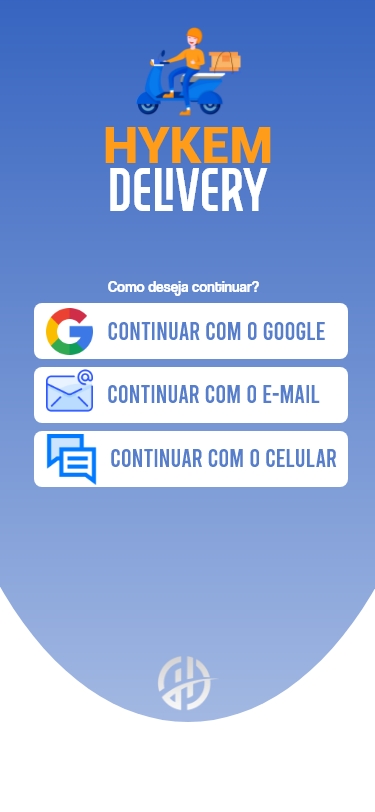 HYKEM
DELIVERY
Como deseja continuar?
CONTINUAR COM O GOOGLE
CONTINUAR COM O E-MAIL
CONTINUAR COM O CELULAR